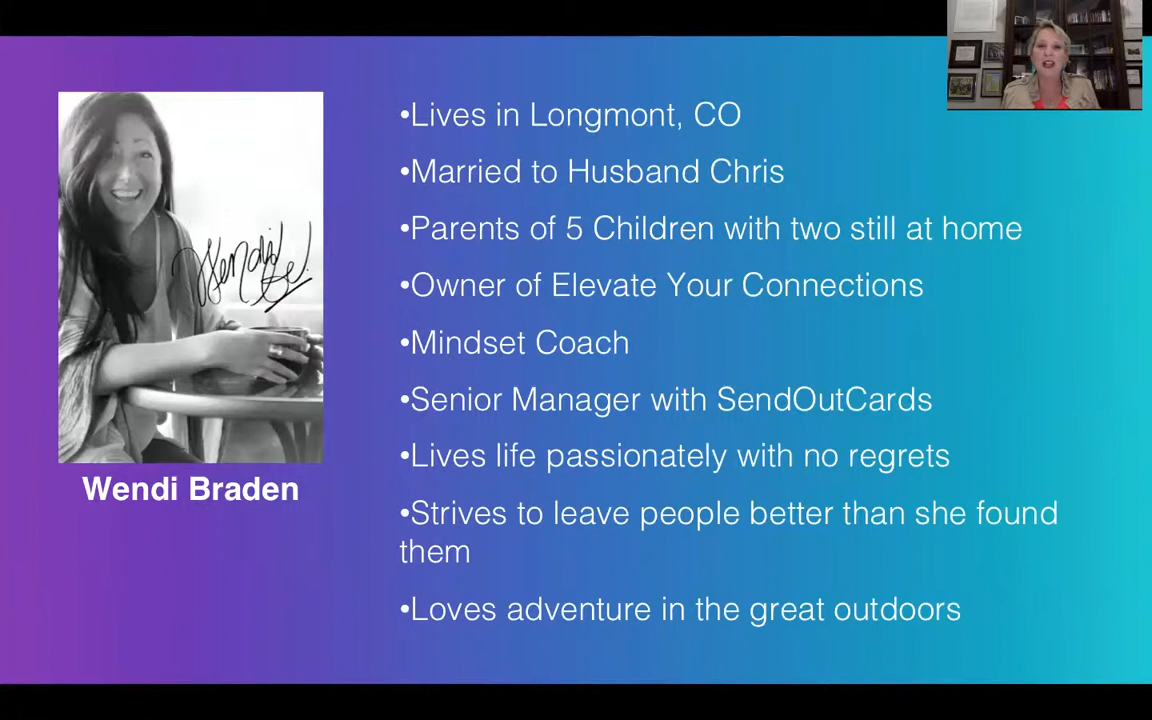 •Lives in Longmont, CO
•Married to Husband Chris
•Parents of 5 Children with two still at home
•Owner of Elevate Your Connections
•Mindset Coach
•Senior Manager with SendOutCards
•Lives life passionately with no regrets
•Strives to leave people better than she found
them
•Loves adventure in the great outdoors
Wendi Braden